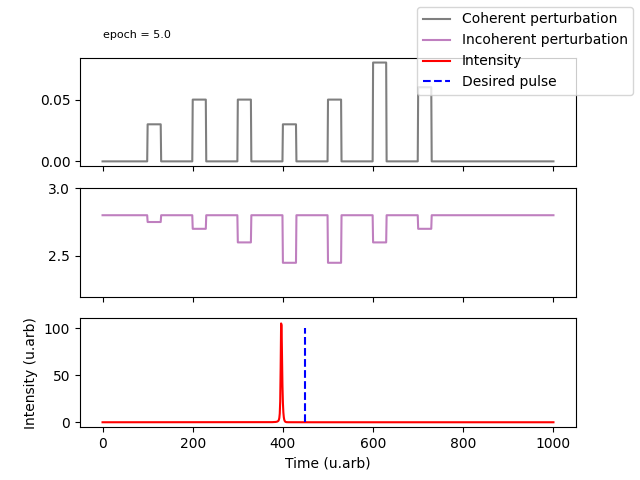 epoch = 5.0
Coherent perturbation
Incoherent perturbation
Intensity
Desired pulse
0.05
0.00
3.0
2.5
100
50
0
Intensity (u.arb)
0 200 400 600 800 1000
Time (u.arb)